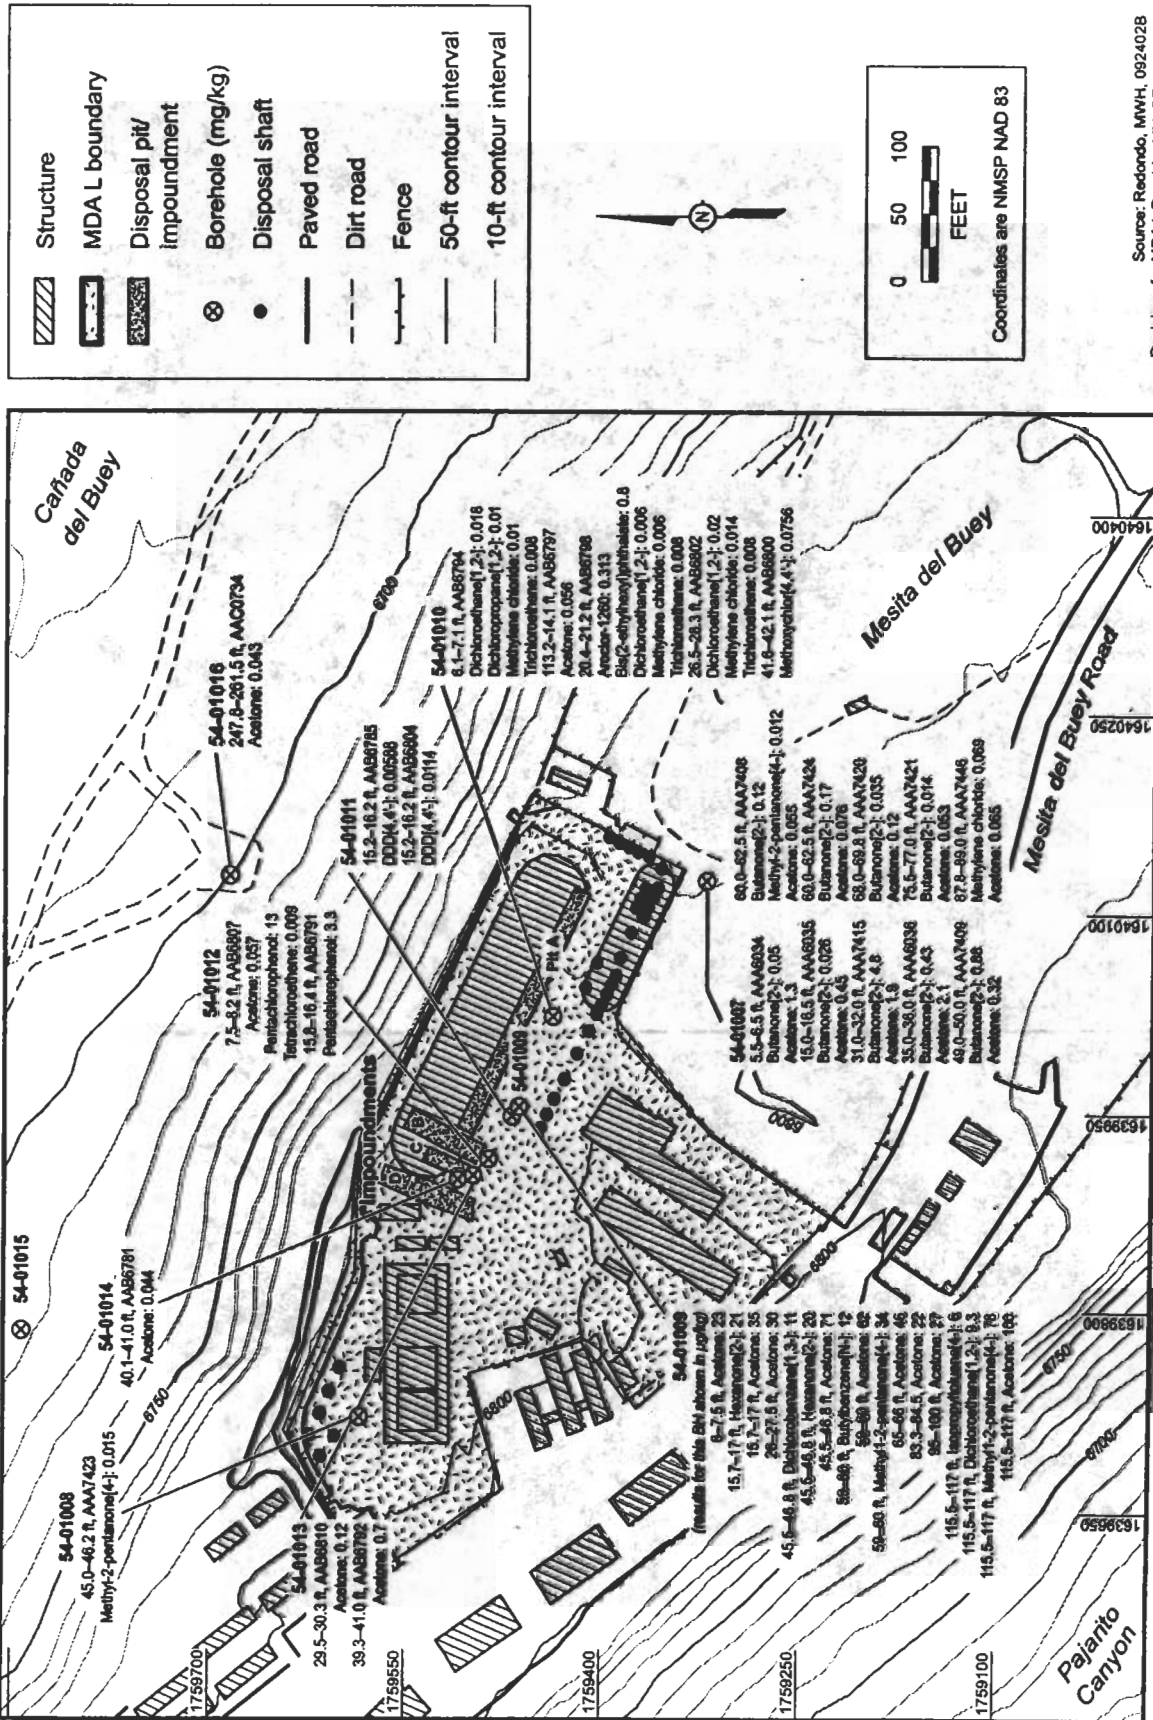 Cañada
del Buey
54-01016
247.8–261.5 ft, AAC0734
Acetone: 0.043
6700
54-01015
54-01014
40.1–41.0 ft, AAB6781
Acetone: 0.044
6750
54-01008
45.0–46.2 ft, AAA7423
Methyl-2-pentanone[4-]: 0.015
54-01012
7.5–8.2 ft, AAB6807
Acetone: 0.057
Pentachlorophenol: 13
Tetrachloroethene: 0.009
15.8–16.4 ft, AAB6791
Pentachlorophenol: 3.3
54-01011
15.2–16.2 ft, AAB6785
DDD[4,4'-]: 0.00588
15.2–16.2 ft, AAB6804
DDD[4,4'-]: 0.0114
54-01010
6.1–7.1 ft, AAB6794
Dichloroethane[1,2-]: 0.018
Dichloropropane[1,2-]: 0.01
Methylene chloride: 0.01
Trichloroethene: 0.008
113.2–14.1 ft, AAB6797
Acetone: 0.056
20.4–21.2 ft, AAB6798
Aroclor-1260: 0.313
Bis(2-ethylhexyl)phthalate: 0.8
Dichloroethane[1,2-]: 0.006
Methylene chloride: 0.006
Trichloroethene: 0.008
26.5–28.3 ft, AAB6802
Dichloroethane[1,2-]: 0.02
Methylene chloride: 0.014
Trichloroethene: 0.008
41.6–42.1 ft, AAB6800
Methoxychlor[4,4'-]: 0.0756
Impoundments
D
C
B
Pit A
54-01009
54-01013
29.5–30.3 ft, AAB6810
Acetone: 0.12
39.3–41.0 ft, AAB6782
Acetone: 0.7
6800
54-01009
(results for this BH shown in µg/kg)
6–7.5 ft, Acetone: 23
15.7–17 ft, Hexanone[2-]: 21
15.7–17 ft, Acetone: 35
26–27.5 ft, Acetone: 30
45.5–46.8 ft, Dichlorobenzene[1,3-]: 11
45.5–46.8 ft, Hexanone[2-]: 20
45.5–46.8 ft, Acetone: 71
59–60 ft, Butylbenzene[N-]: 12
59–60 ft, Acetone: 62
59–60 ft, Methyl1-2-pentanone[4-]: 34
65–66 ft, Acetone: 46
83.3–84.5, Acetone: 22
95–100 ft, Acetone: 27
115.5–117 ft, Isopropyltoluene[4-]: 6
115.5–117 ft, Dichloroethene[1,2-]: 9.3
115.5–117 ft, Methyl1-2-pentanone[4-]: 78
115.5–117 ft, Acetone: 160
54-01007
5.5–6.5 ft, AAA6034
Butanone[2-]: 0.05
Acetone: 1.3
15.0–16.5 ft, AAA6035
Butanone[2-]: 0.026
Acetone: 0.45
31.0–32.0 ft, AAA7415
Butanone[2-]: 4.8
Acetone: 1.9
35.0–36.0 ft, AAA6036
Butanone[2-]: 0.43
Acetone: 2.1
49.0–50.0 ft, AAA7409
Butanone[2-]: 0.88
Acetone: 0.32
60.0–62.5 ft, AAA7408
Butanone[2-]: 0.12
Methyl-2-pentanone[4-]: 0.012
Acetone: 0.055
60.0–62.5 ft, AAA7424
Butanone[2-]: 0.17
Acetone: 0.076
68.0–69.8 ft, AAA7420
Butanone[2-]: 0.035
Acetone: 0.12
75.5–77.0 ft, AAA7421
Butanone[2-]: 0.014
Acetone: 0.053
87.8–89.0 ft, AAA7446
Methylene chloride: 0.069
Acetone: 0.065
6800
6800
6750
6700
Mesita del Buey
Mesita del Buey Road
Pajarito
Canyon
1759700
1759550
1759400
1759250
1759100
1639650
1639800
1639950
1640100
1640250
1640400
Structure
MDA L boundary
Disposal pit/
impoundment
Borehole (mg/kg)
Disposal shaft
Paved road
Dirt road
Fence
50-ft contour interval
10-ft contour interval
N
0 50 100
FEET
Coordinates are NMSP NAD 83
Source: Redondo, MWH, 092402B